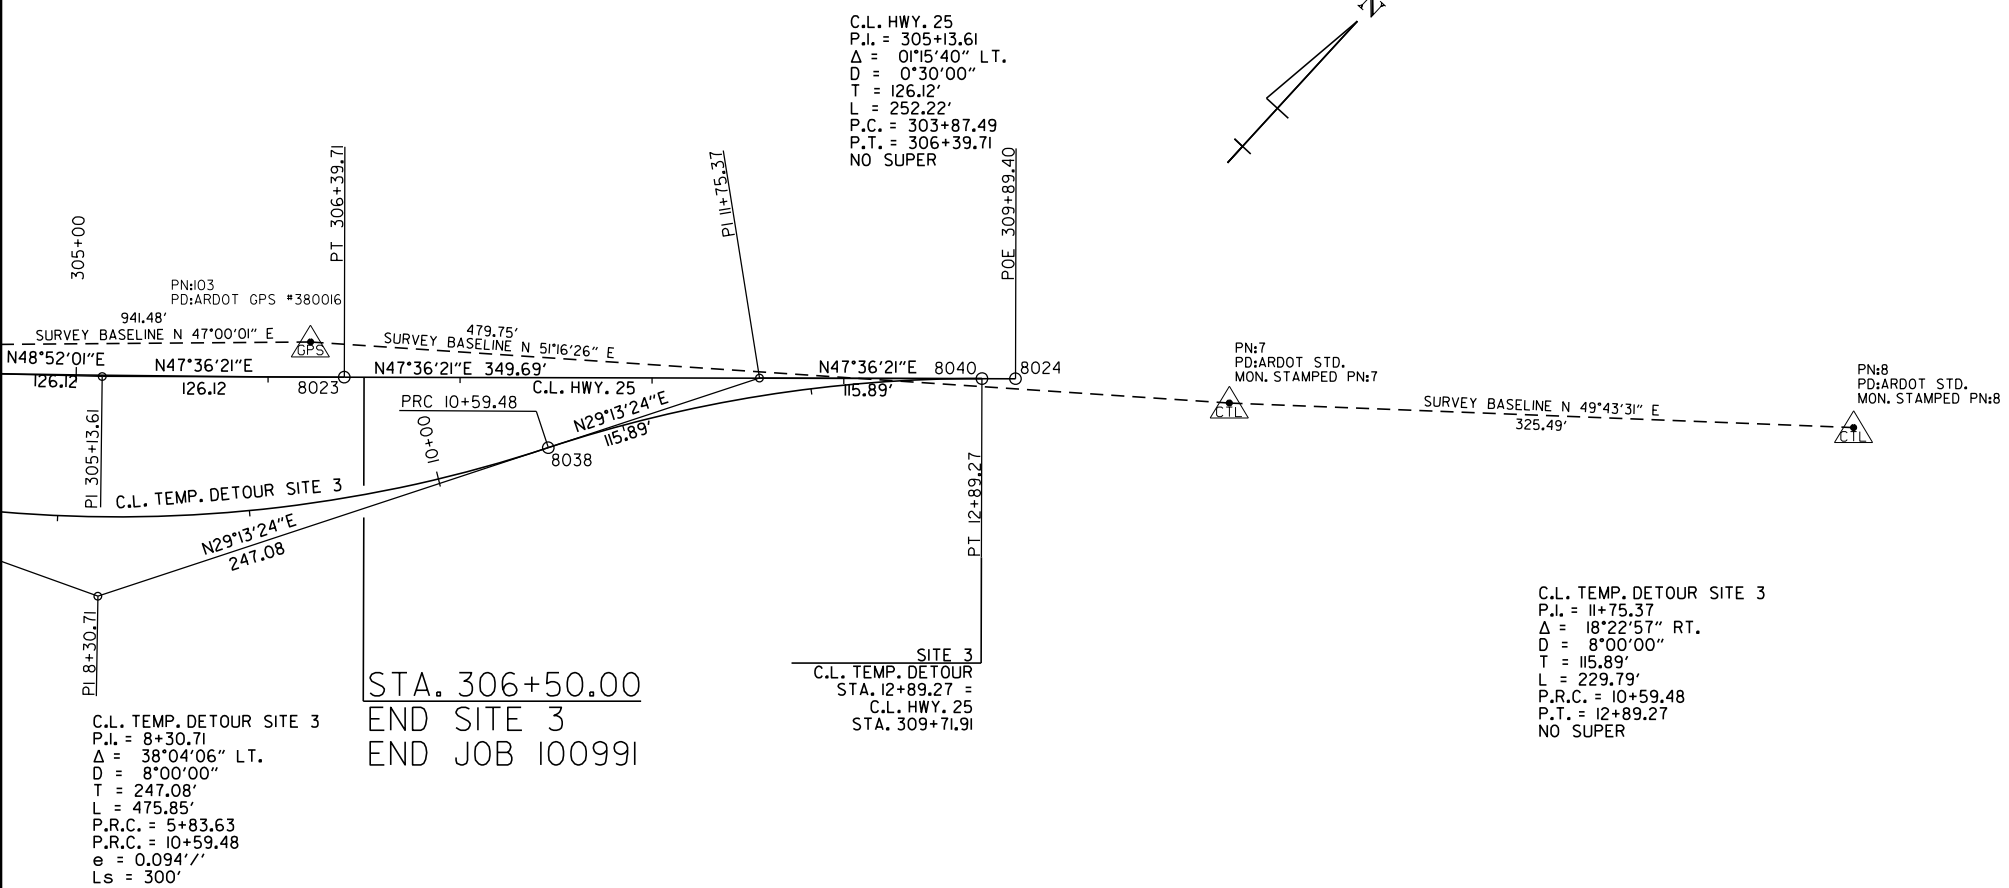 N
C.L. HWY. 25
P.I. = 305+13.61
Δ = 01°15'40" LT.
D = 0°30'00"
T = 126.12'
L = 252.22'
P.C. = 303+87.49
P.T. = 306+39.71
NO SUPER
305+00
PT 306+39.71
PI 11+75.37
POE 309+89.40
PN:103
PD:ARDOT GPS #380016
941.48'
SURVEY BASELINE N 47°00'01" E
GPS
479.75'
SURVEY BASELINE N 51°16'26" E
N48°52'01"E
126.12
N47°36'21"E
126.12
8023
N47°36'21"E 349.69'
C.L. HWY. 25
N47°36'21"E
115.89'
8040
8024
PN:7
PD:ARDOT STD.
MON. STAMPED PN:7
CTL
SURVEY BASELINE N 49°43'31" E
325.49'
PN:8
PD:ARDOT STD.
MON. STAMPED PN:8
CTL
PRC 10+59.48
10+00
N29°13'24"E
115.89'
8038
PI 305+13.61
C.L. TEMP. DETOUR SITE 3
N29°13'24"E
247.08
PI 8+30.71
PT 12+89.27
SITE 3
C.L. TEMP. DETOUR
STA. 12+89.27 =
C.L. HWY. 25
STA. 309+71.91
STA. 306+50.00
END SITE 3
END JOB 100991
C.L. TEMP. DETOUR SITE 3
P.I. = 8+30.71
Δ = 38°04'06" LT.
D = 8°00'00"
T = 247.08'
L = 475.85'
P.R.C. = 5+83.63
P.R.C. = 10+59.48
e = 0.094'/'
Ls = 300'
C.L. TEMP. DETOUR SITE 3
P.I. = 11+75.37
Δ = 18°22'57" RT.
D = 8°00'00"
T = 115.89'
L = 229.79'
P.R.C. = 10+59.48
P.T. = 12+89.27
NO SUPER